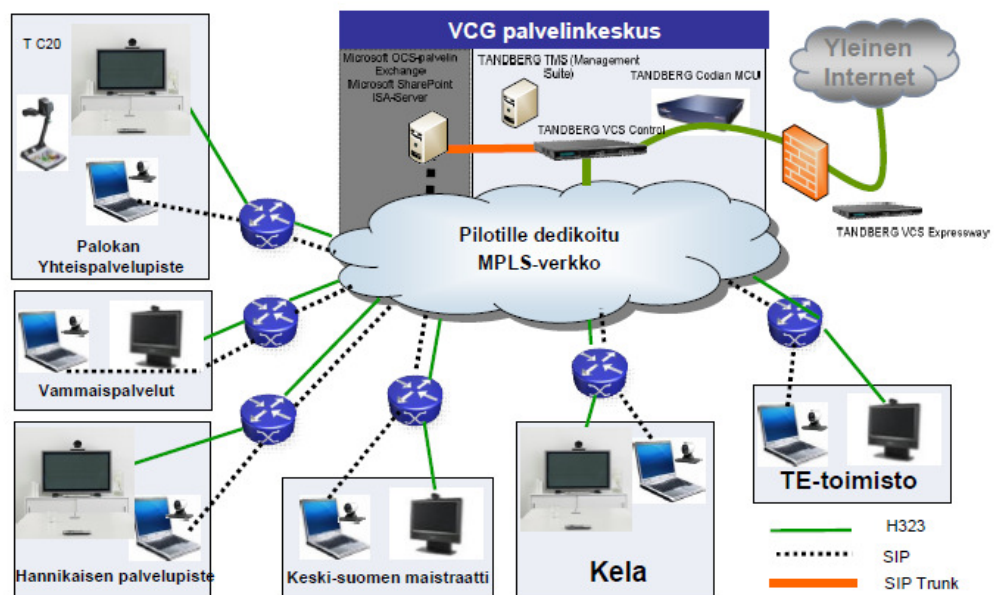 VCG palvelinkeskus
T C20
Microsoft OCS-palvelin
Exchange
Microsoft SharePoint
ISA-Server
TANDBERG TMS (Management
Suite)
TANDBERG Codian MCU
TANDBERG VCS Control
Yleinen
Internet
TANDBERG VCS Expressway
Pilotille dedikoitu
MPLS-verkko
Palokan
Yhteispalvelupiste
Vammaispalvelut
Hannikaisen palvelupiste
Keski-suomen maistraatti
Kela
TE-toimisto
H323
SIP
SIP Trunk